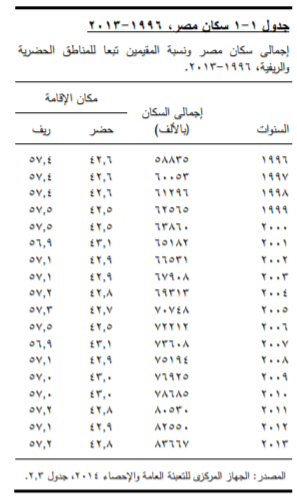 جدول ١-١ سكان مصر، ١٩٩٦-٢٠١٣
إجمالى سكان مصر ونسبة المقيمين تبعا للمناطق الحضرية
والريفية، ١٩٩٦-٢٠١٣.
مكان الإقامة
السنوات إجمالى السكان (بالألف) حضر ريف
١٩٩٦ ٥٨٨٣٥ ٤٢,٦ ٥٧,٤
١٩٩٧ ٦٠٠٥٣ ٤٢,٦ ٥٧,٤
١٩٩٨ ٦١٢٩٦ ٤٢,٦ ٥٧,٤
١٩٩٩ ٦٢٥٦٥ ٤٢,٥ ٥٧,٥
٢٠٠٠ ٦٣٨٦٠ ٤٢,٥ ٥٧,٥
٢٠٠١ ٦٥١٨٢ ٤٣,١ ٥٦,٩
٢٠٠٢ ٦٦٥٣١ ٤٢,٩ ٥٧,١
٢٠٠٣ ٦٧٩٠٨ ٤٢,٩ ٥٧,١
٢٠٠٤ ٦٩٣١٣ ٤٢,٨ ٥٧,٢
٢٠٠٥ ٧٠٧٤٨ ٤٢,٧ ٥٧,٣
٢٠٠٦ ٧٢٢١٢ ٤٢,٥ ٥٧,٥
٢٠٠٧ ٧٣٦٠٨ ٤٣,١ ٥٦,٩
٢٠٠٨ ٧٥١٩٤ ٤٢,٩ ٥٧,١
٢٠٠٩ ٧٦٩٢٥ ٤٣,٠ ٥٧,٠
٢٠١٠ ٧٨٦٨٥ ٤٣,٠ ٥٧,٠
٢٠١١ ٨٠٥٣٠ ٤٢,٨ ٥٧,٢
٢٠١٢ ٨٢٥٥٠ ٤٢,٩ ٥٧,١
٢٠١٣ ٨٣٦٦٧ ٤٢,٨ ٥٧,٢
المصدر: الجهاز المركزى للتعبئة العامة والإحصاء ٢٠١٤، جدول ٢.٣.